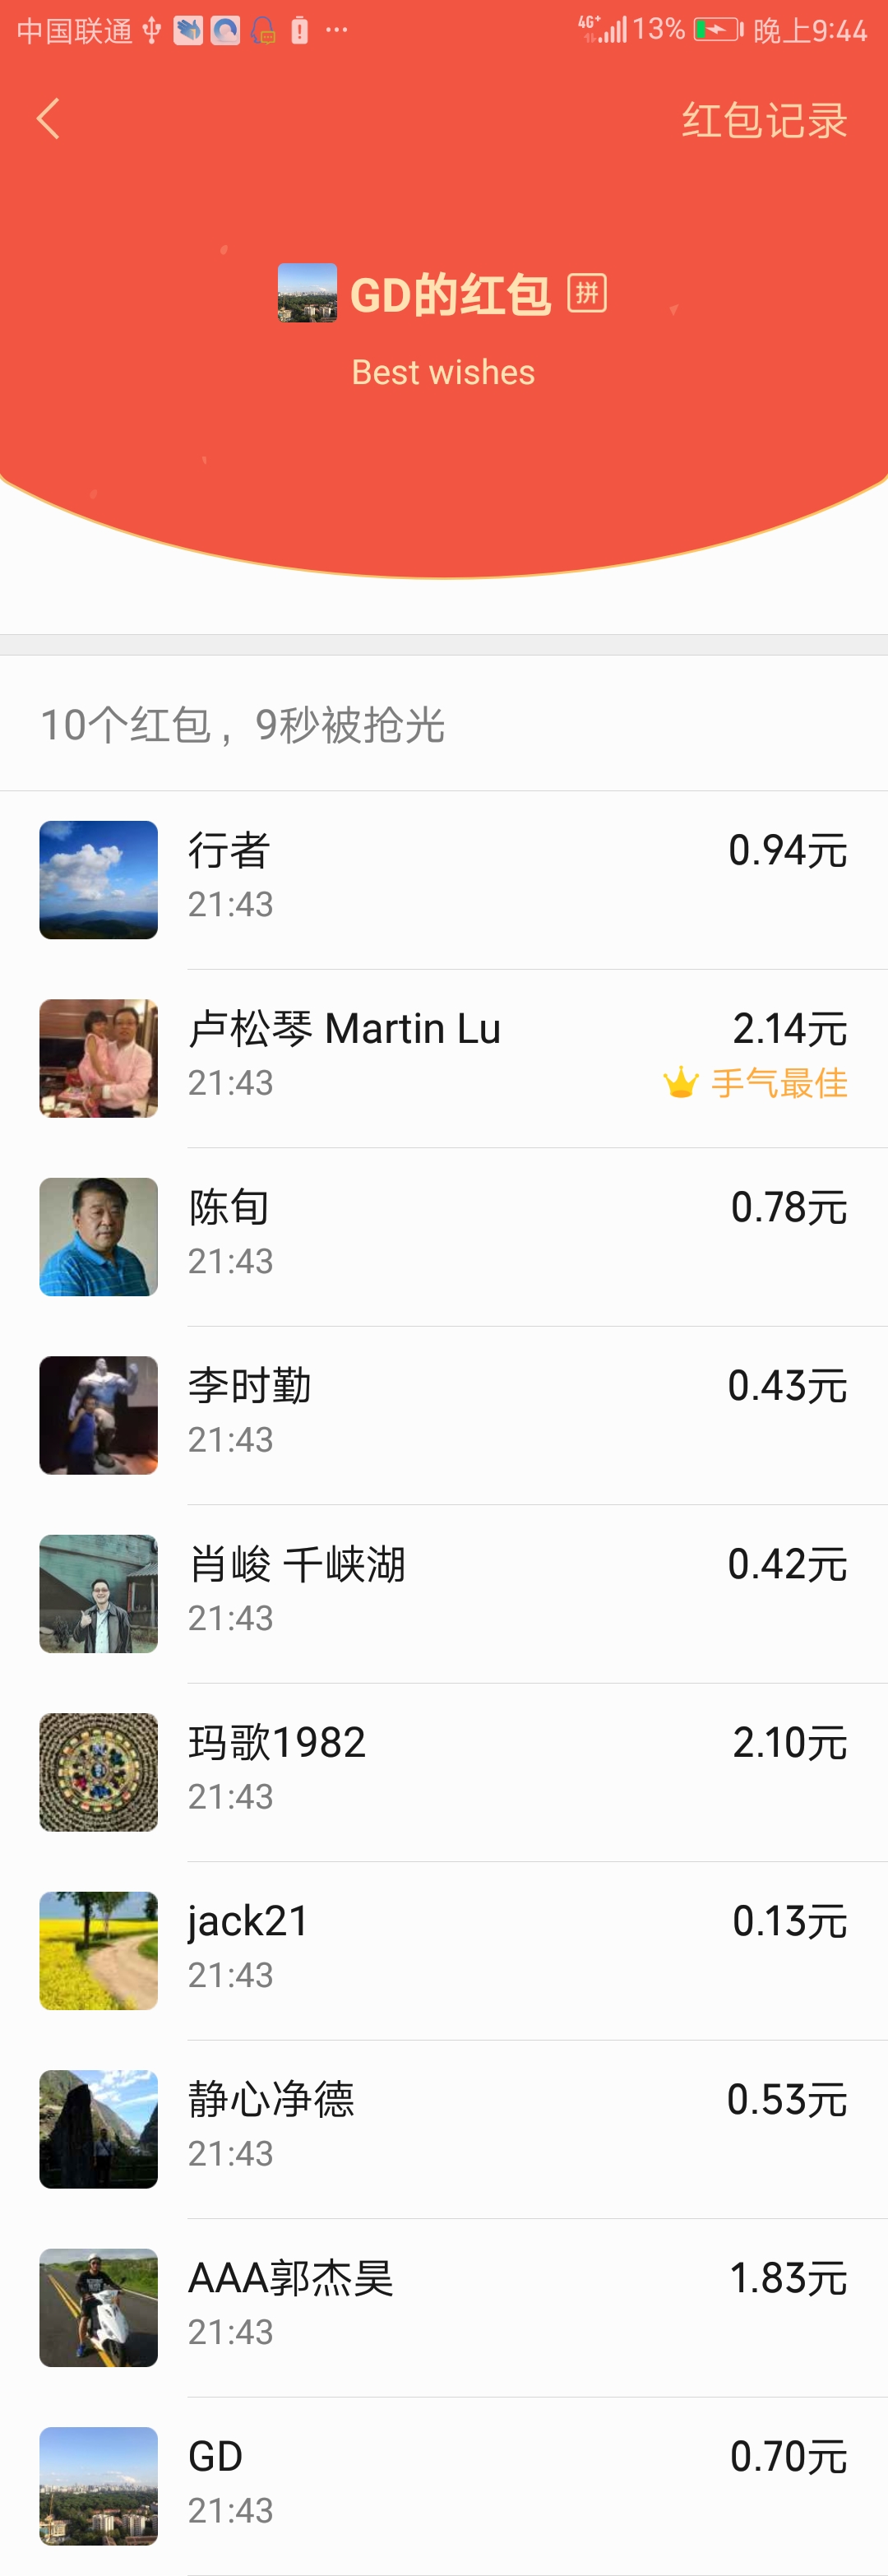 中国联通 4G+ 13% 晚上9:44
红包记录
GD的红包 拼
Best wishes
10个红包，9秒被抢光
行者 0.94元
21:43
卢松琴 Martin Lu 2.14元
21:43 手气最佳
陈旬 0.78元
21:43
李时勤 0.43元
21:43
肖峻 千峡湖 0.42元
21:43
玛歌1982 2.10元
21:43
jack21 0.13元
21:43
静心净德 0.53元
21:43
AAA郭杰昊 1.83元
21:43
GD 0.70元
21:43